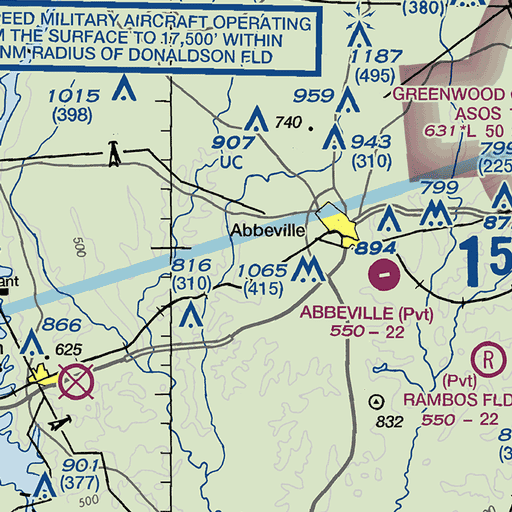 (380)
PEED MILITARY AIRCRAFT OPERATING
M THE SURFACE TO 17,500' WITHIN
NM RADIUS OF DONALDSON FLD
1187
(495)
1015
(398)
959
GREENWOOD
ASOS
631 *L 50
740
907
UC
943
(310)
799
(225
799
Abbeville
500
894
87
15
816
(310)
1065
(415)
ABBEVILLE (Pvt)
550 - 22
866
625
R
(Pvt)
RAMBOS FLD
550 - 22
832
901
(377)
500